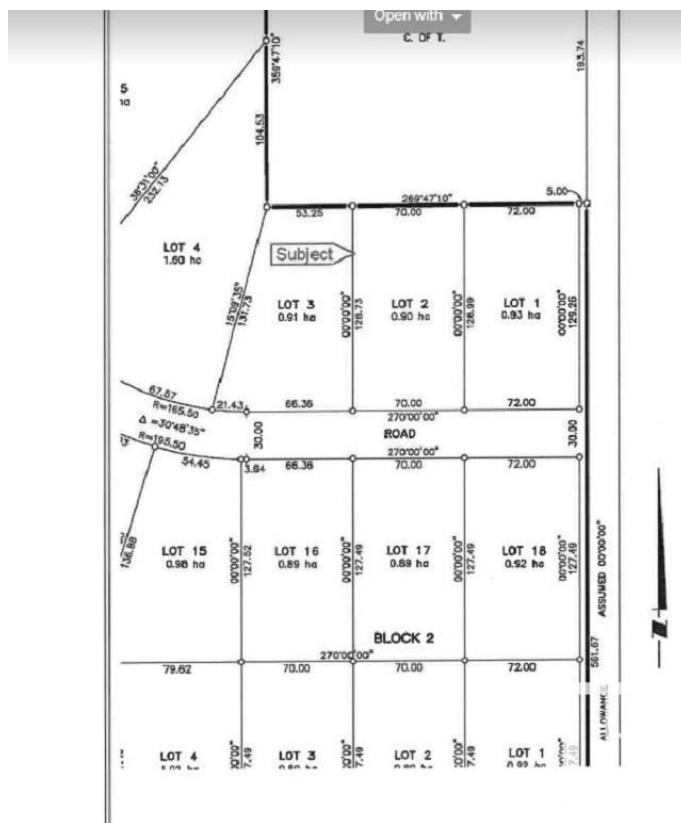 Open with
C. OF T.
359°47'10"
193.74
104.53
38°31'00"
232.13
5.00
269°47'10"
53.25
70.00
72.00
LOT 4
1.60 ha
Subject
15°09'35"
131.73
LOT 3
0.91 ha
00°00'00"
128.73
LOT 2
0.90 ha
00°00'00"
128.99
LOT 1
0.93 ha
00°00'00"
129.26
67.57
R=165.50
21.43
66.36
70.00
72.00
270°00'00"
Δ =30°48'35"
R=195.50
30.00
ROAD
30.00
54.45
3.64
66.36
270°00'00"
70.00
72.00
136.88
LOT 15
0.98 ha
00°00'00"
127.52
LOT 16
0.89 ha
00°00'00"
127.49
LOT 17
0.89 ha
00°00'00"
127.49
LOT 18
0.92 ha
00°00'00"
127.49
ASSUMED 00°00'00"
BLOCK 2
270°00'00"
79.62
70.00
70.00
72.00
561.67
ALLOWANCE
LOT 4
LOT 3
LOT 2
LOT 1
N